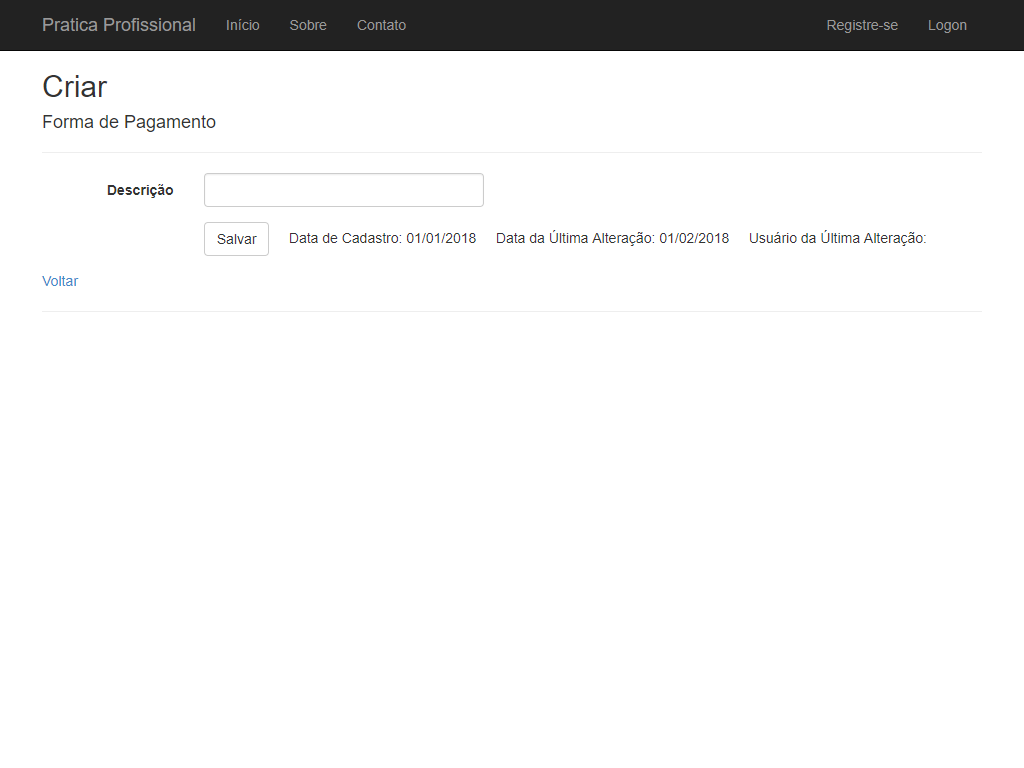 Pratica Profissional Início Sobre Contato Registre-se Logon
Criar
Forma de Pagamento
Descrição
Salvar Data de Cadastro: 01/01/2018 Data da Última Alteração: 01/02/2018 Usuário da Última Alteração:
Voltar